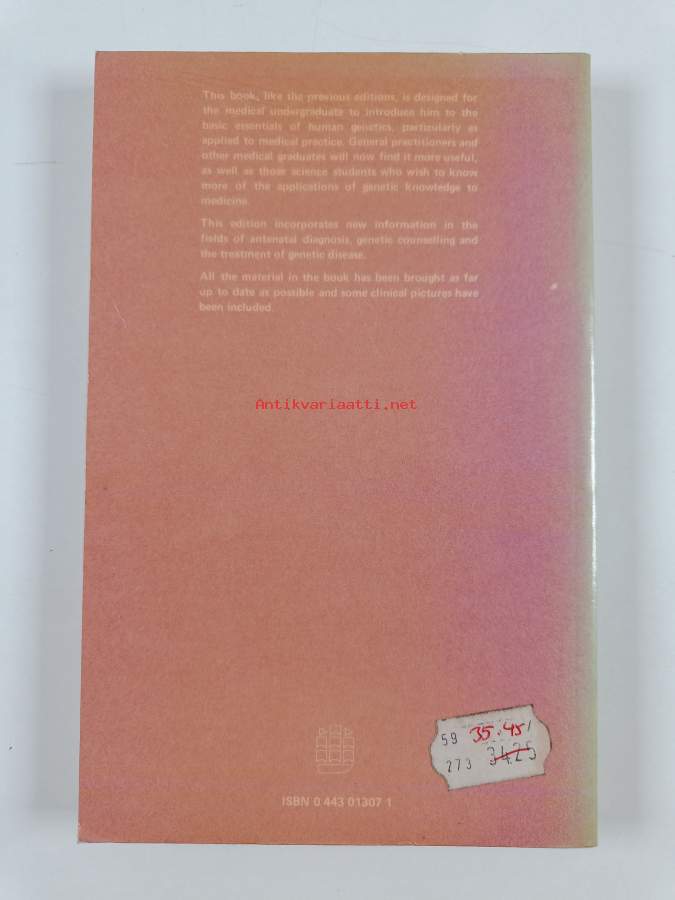 This book, like the previous editions, is designed for
the medical undergraduate to introduce him to the
basic essentials of human genetics, particularly as
applied to medical practice. General practitioners and
other medical graduates will now find it more useful,
as well as those science students who wish to know
more of the applications of genetic knowledge to
medicine.
This edition incorporates new information in the
fields of antenatal diagnosis, genetic counselling and
the treatment of genetic disease.
All the material in the book has been brought as far
up to date as possible and some clinical pictures have
been included.
Antikvariaatti.net
59 35.45/
273 34.25
ISBN 0 443 01307 1